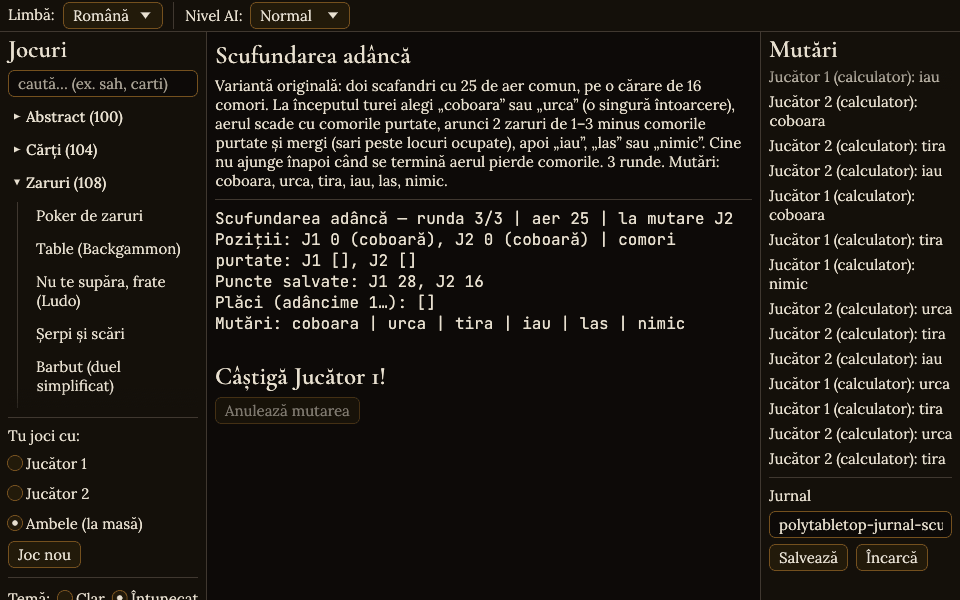 Limbă: Română ▼ Nivel AI: Normal ▼
Jocuri
caută... (ex. sah, carti)
▸ Abstract (100)
▸ Cărți (104)
▾ Zaruri (108)
Poker de zaruri
Table (Backgammon)
Nu te supăra, frate
(Ludo)
Șerpi și scări
Barbut (duel
simplificat)
Tu joci cu:
Jucător 1
Jucător 2
Ambele (la masă)
Joc nou
Temă: Clar Întunecat
Scufundarea adâncă
Variantă originală: doi scafandri cu 25 de aer comun, pe o cărare de 16
comori. La începutul turei alegi „coboara” sau „urca” (o singură întoarcere),
aerul scade cu comorile purtate, arunci 2 zaruri de 1–3 minus comorile
purtate și mergi (sari peste locuri ocupate), apoi „iau”, „las” sau „nimic”. Cine
nu ajunge înapoi când se termină aerul pierde comorile. 3 runde. Mutări:
coboara, urca, tira, iau, las, nimic.
Scufundarea adâncă — runda 3/3 | aer 25 | la mutare J2
Poziții: J1 0 (coboară), J2 0 (coboară) | comori
purtate: J1 [], J2 []
Puncte salvate: J1 28, J2 16
Plăci (adâncime 1…): []
Mutări: coboara | urca | tira | iau | las | nimic
Câștigă Jucător 1!
Anulează mutarea
Mutări
Jucător 1 (calculator): iau
Jucător 2 (calculator):
coboara
Jucător 2 (calculator): tira
Jucător 2 (calculator): iau
Jucător 1 (calculator):
coboara
Jucător 1 (calculator): tira
Jucător 1 (calculator):
nimic
Jucător 2 (calculator): urca
Jucător 2 (calculator): tira
Jucător 2 (calculator): iau
Jucător 1 (calculator): urca
Jucător 1 (calculator): tira
Jucător 2 (calculator): urca
Jucător 2 (calculator): tira
Jurnal
polytabletop-jurnal-scu
Salvează Încarcă